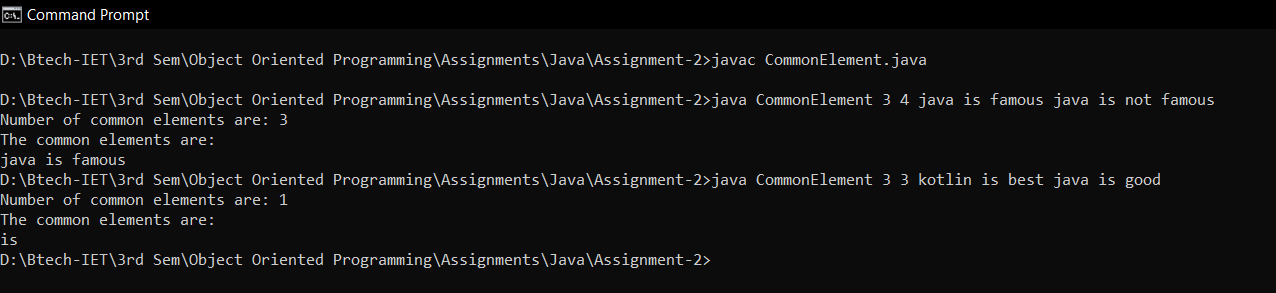 Command Prompt
D:\Btech-IET\3rd Sem\Object Oriented Programming\Assignments\Java\Assignment-2>javac CommonElement.java
D:\Btech-IET\3rd Sem\Object Oriented Programming\Assignments\Java\Assignment-2>java CommonElement 3 4 java is famous java is not famous
Number of common elements are: 3
The common elements are:
java is famous
D:\Btech-IET\3rd Sem\Object Oriented Programming\Assignments\Java\Assignment-2>java CommonElement 3 3 kotlin is best java is good
Number of common elements are: 1
The common elements are:
is
D:\Btech-IET\3rd Sem\Object Oriented Programming\Assignments\Java\Assignment-2>